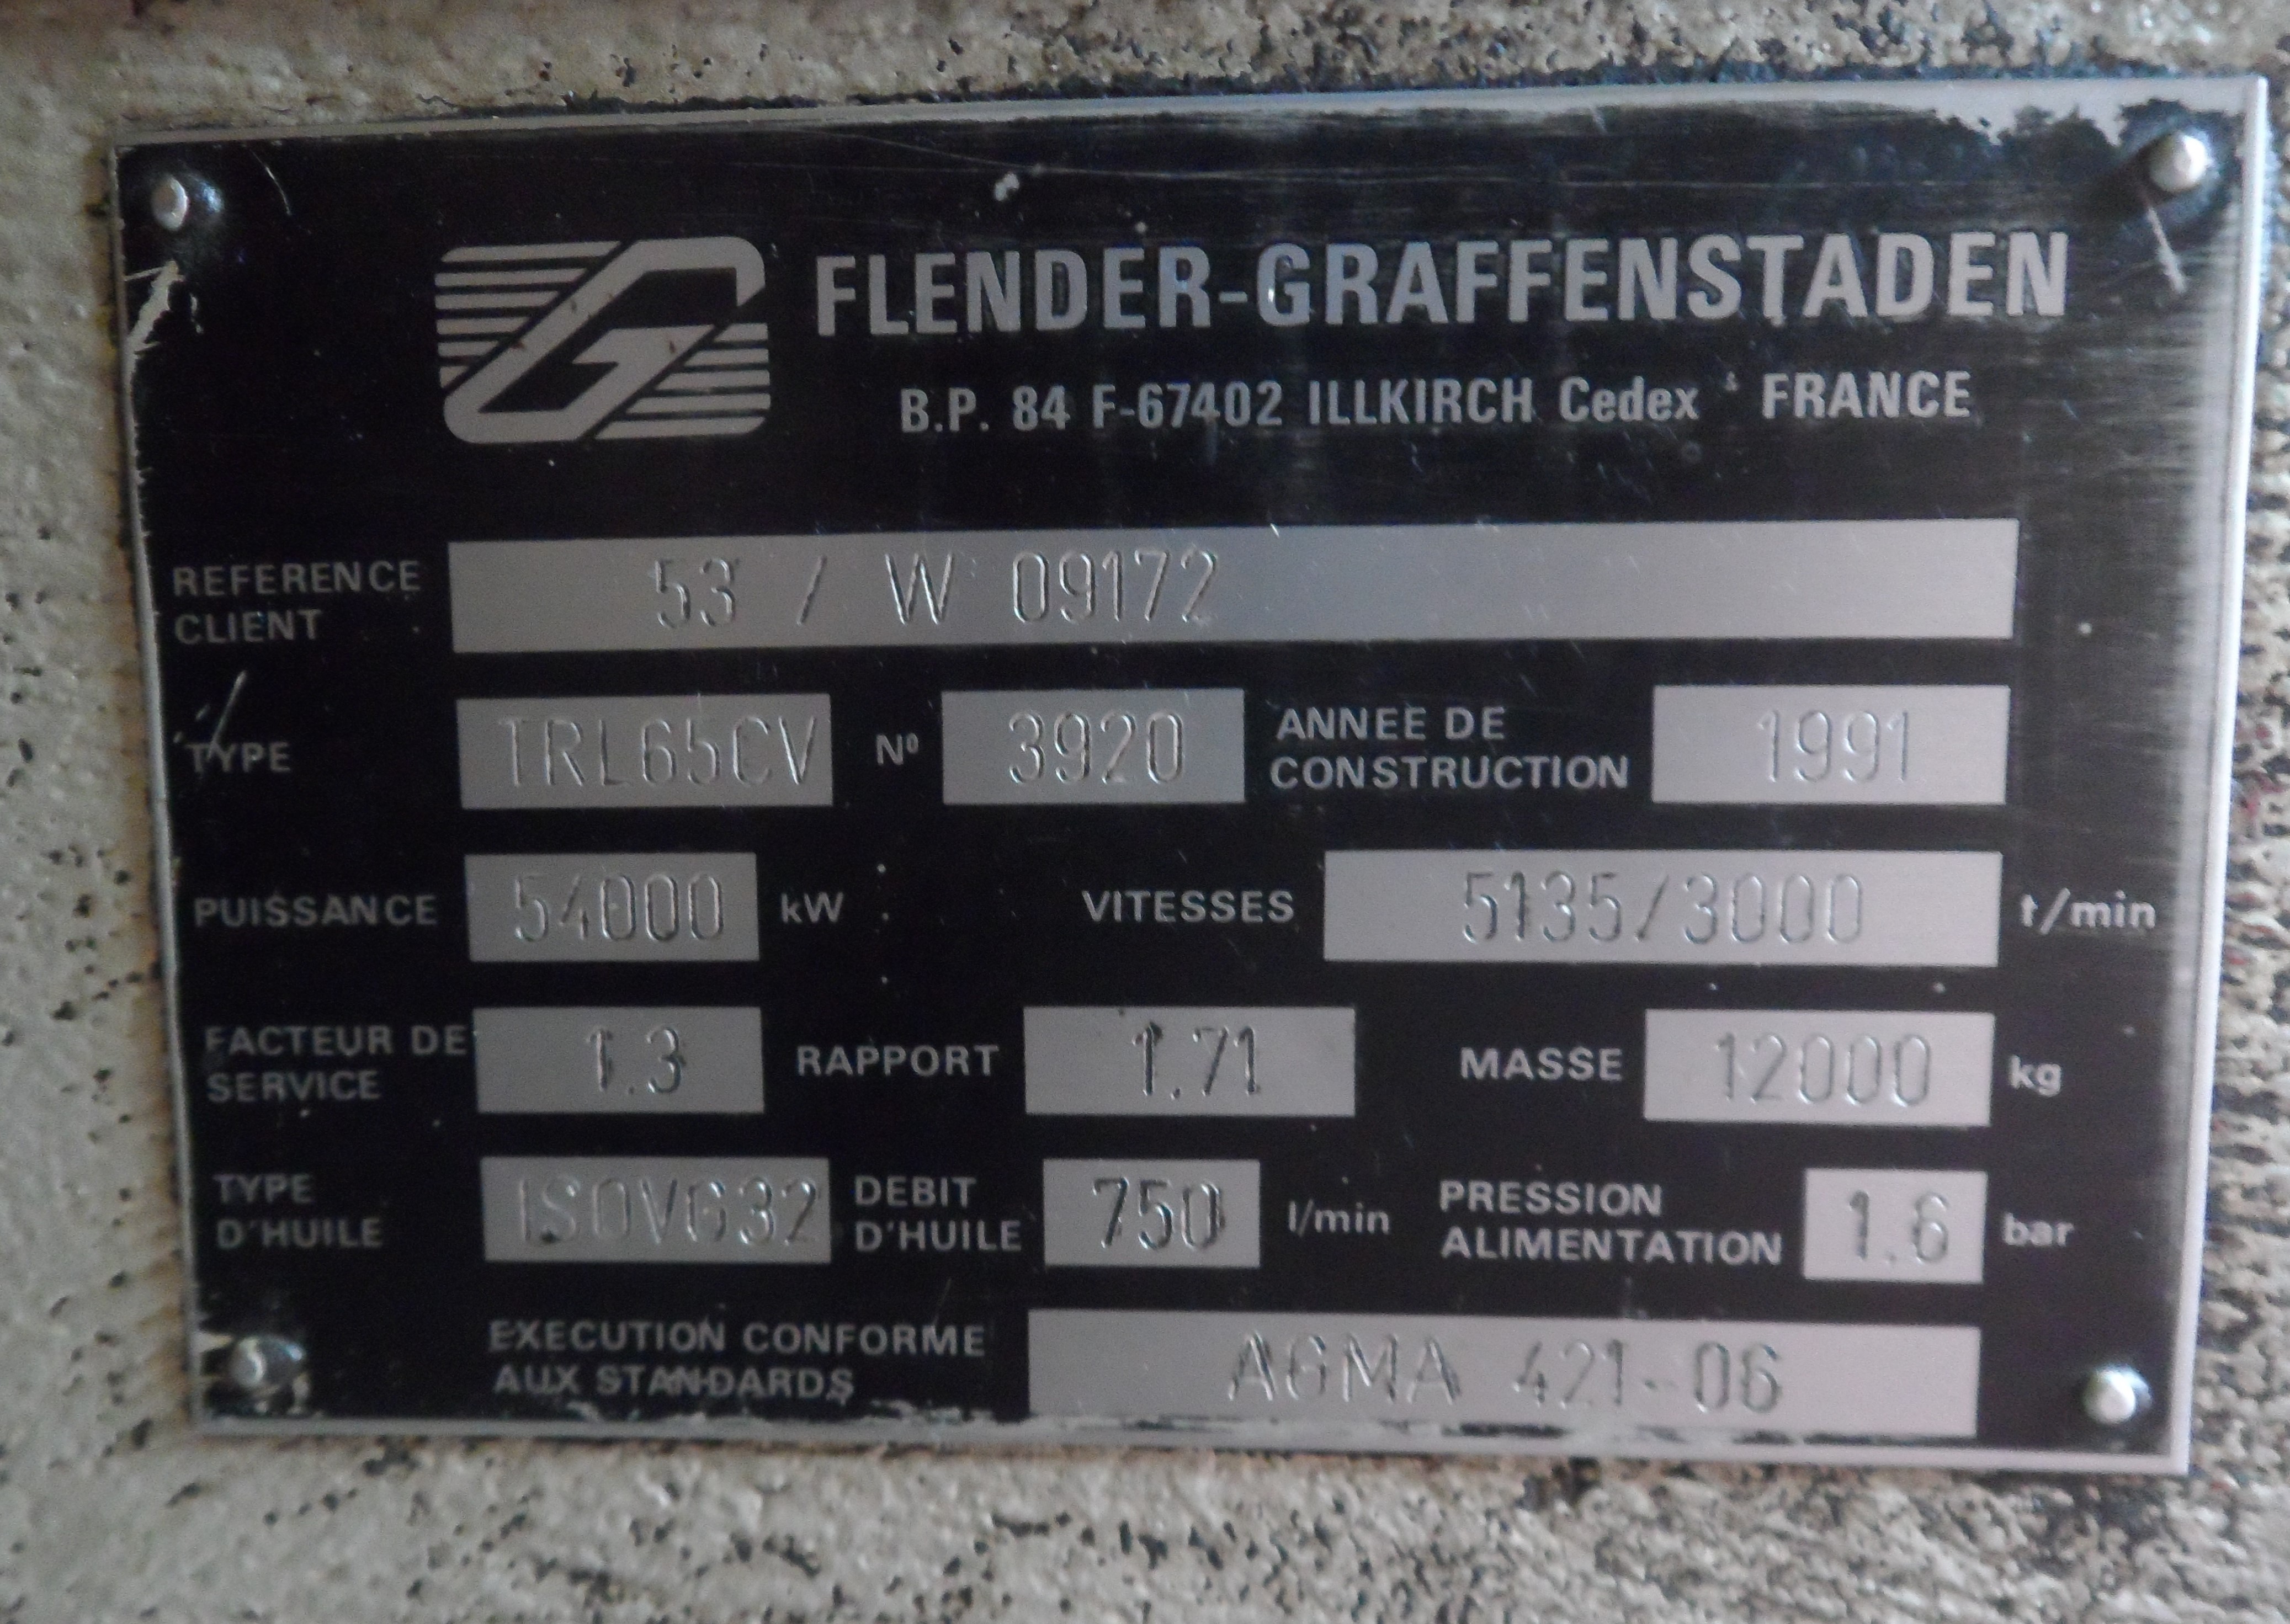 G FLENDER-GRAFFENSTADEN
B.P. 84 F-67402 ILLKIRCH Cedex FRANCE
REFERENCE CLIENT 53 / W 09172
TYPE TRL65CV Nº 3920 ANNEE DE CONSTRUCTION 1991
PUISSANCE 54000 kW VITESSES 5135/3000 t/min
FACTEUR DE SERVICE 1.3 RAPPORT 1.71 MASSE 12000 kg
TYPE D'HUILE ISOVG32 DEBIT D'HUILE 750 l/min PRESSION ALIMENTATION 1.6 bar
EXECUTION CONFORME AUX STANDARDS AGMA 421-06